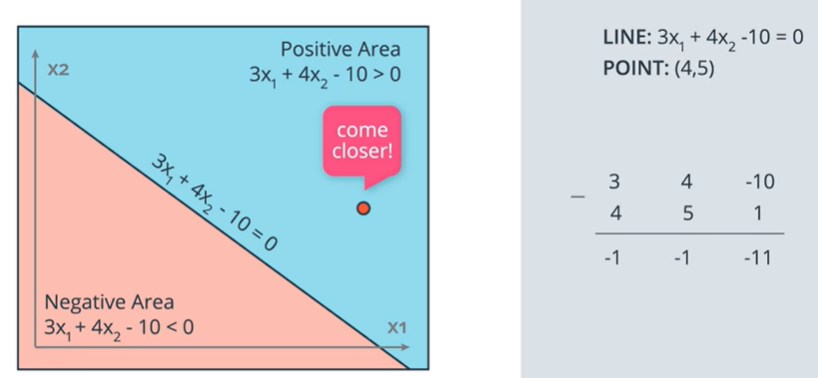 Positive Area
3x₁ + 4x₂ - 10 > 0
X2
come
closer!
3x₁ + 4x₂ - 10 = 0
Negative Area
3x₁ + 4x₂ - 10 < 0
X1
LINE: 3x₁ + 4x₂ -10 = 0
POINT: (4,5)
3 4 -10
− 4 5 1
-1 -1 -11